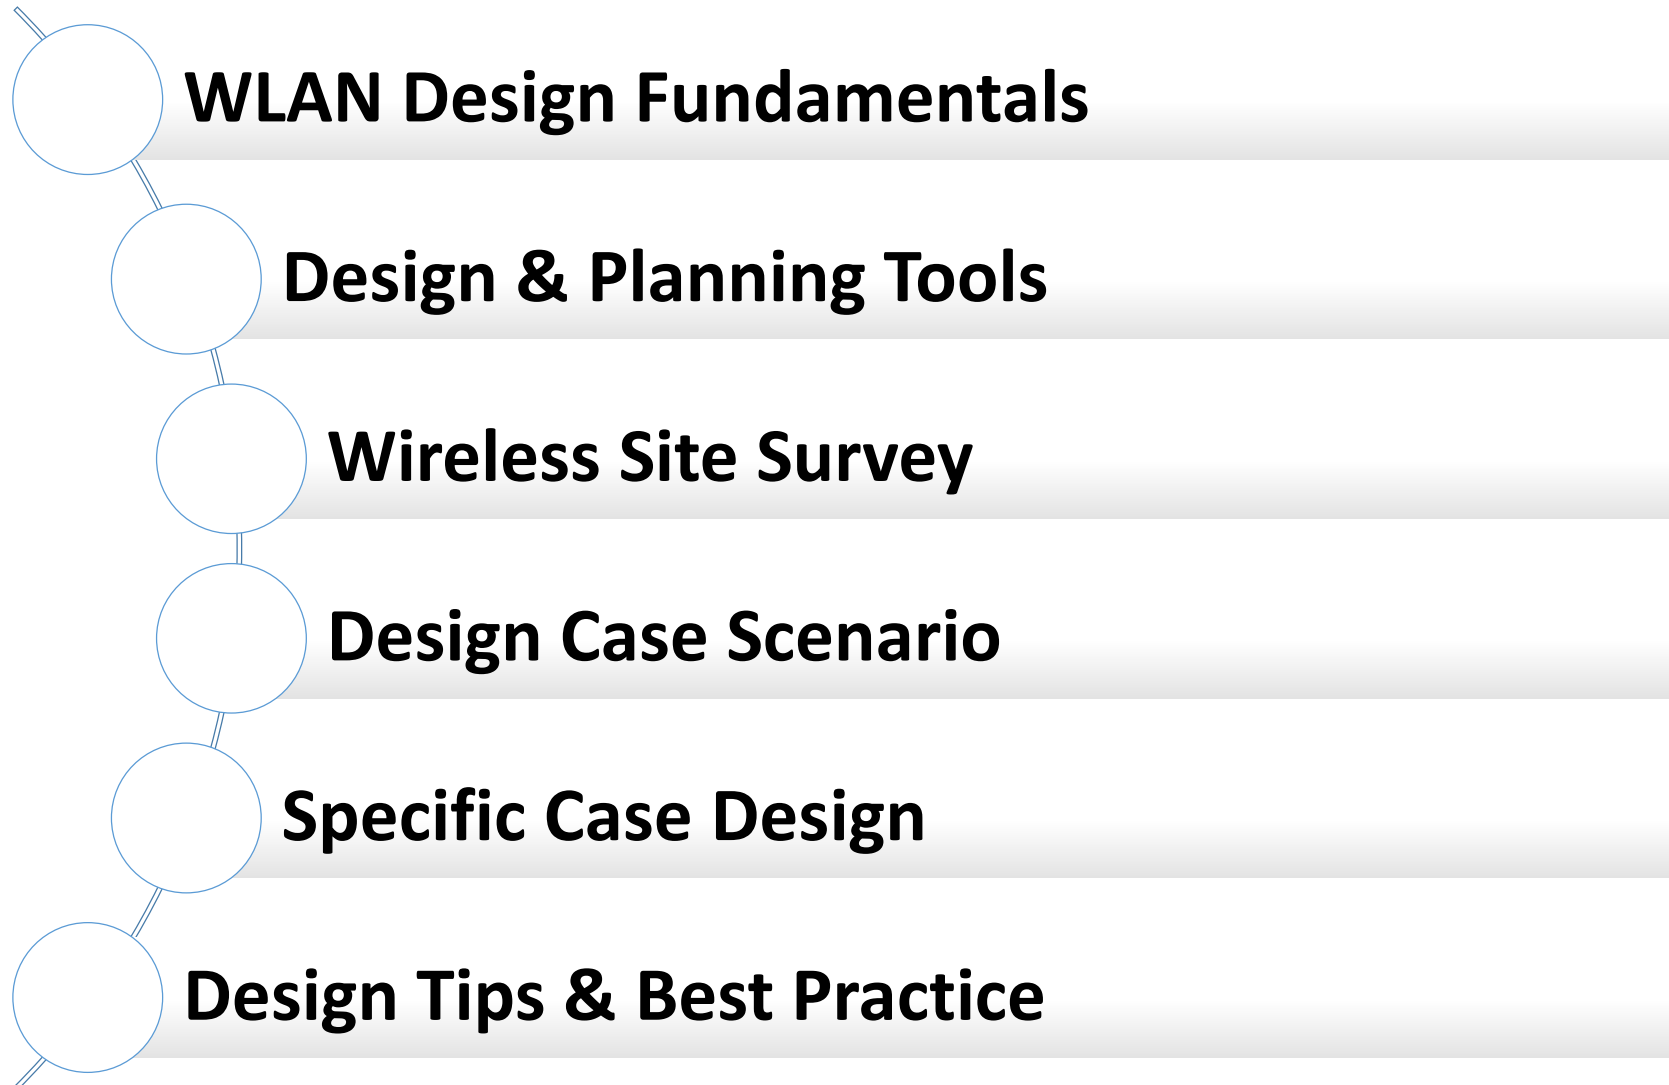 WLAN Design Fundamentals
Design & Planning Tools
Wireless Site Survey
Design Case Scenario
Specific Case Design
Design Tips & Best Practice